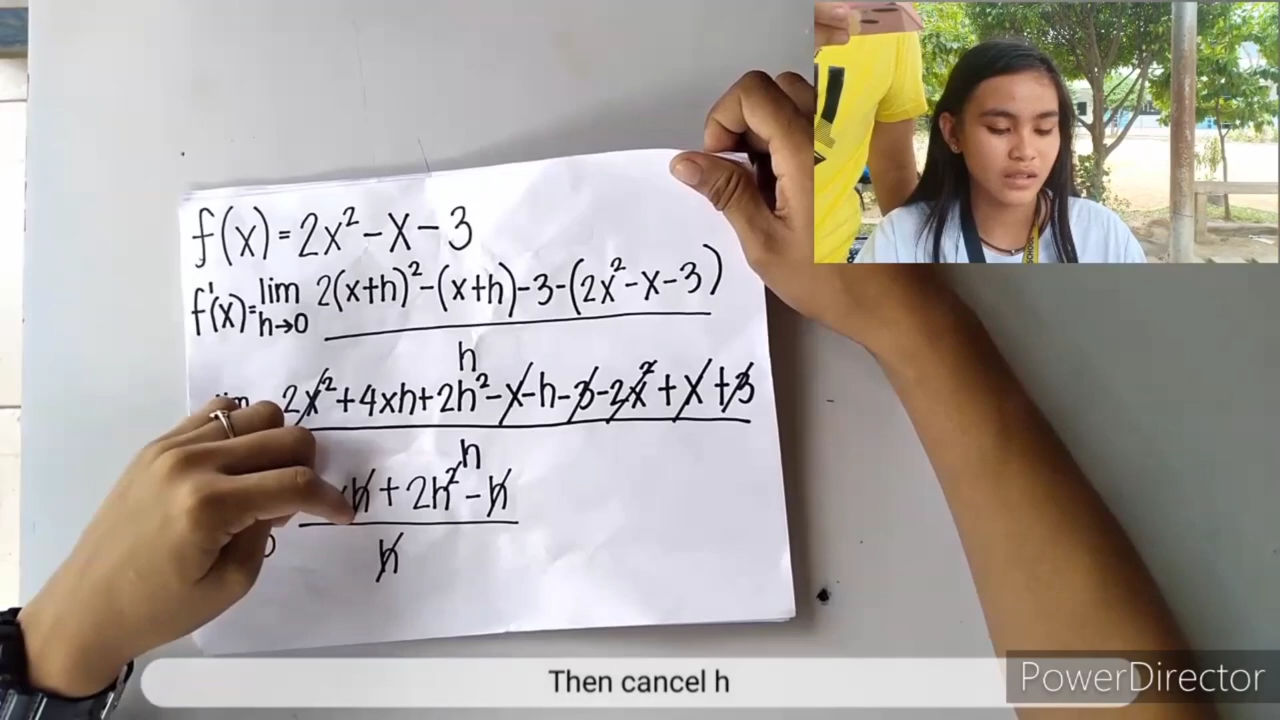 f(x) = 2x² - x - 3
f'(x) = lim h→0 2(x+h)² - (x+h) - 3 - (2x² - x - 3)
h
2x² + 4xh + 2h² - x - h - 3 - 2x² + x + 3
h
h + 2h² - h
h
Then cancel h
PowerDirector